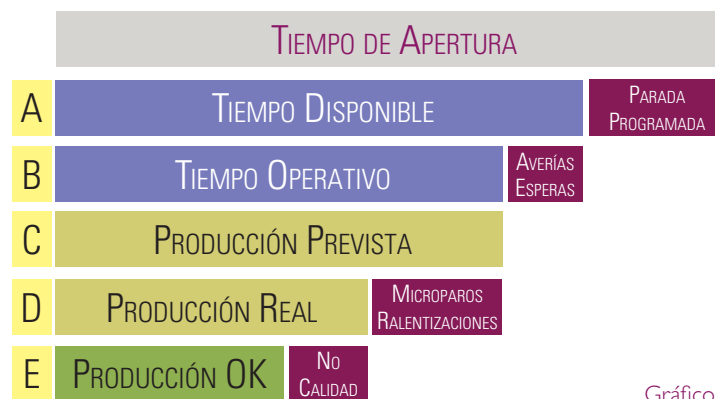 Tiempo de Apertura
A
Tiempo Disponible
Parada
Programada
B
Tiempo Operativo
Averías
Esperas
C
Producción Prevista
D
Producción Real
Microparos
Ralentizaciones
E
Producción OK
No
Calidad
Gráfico